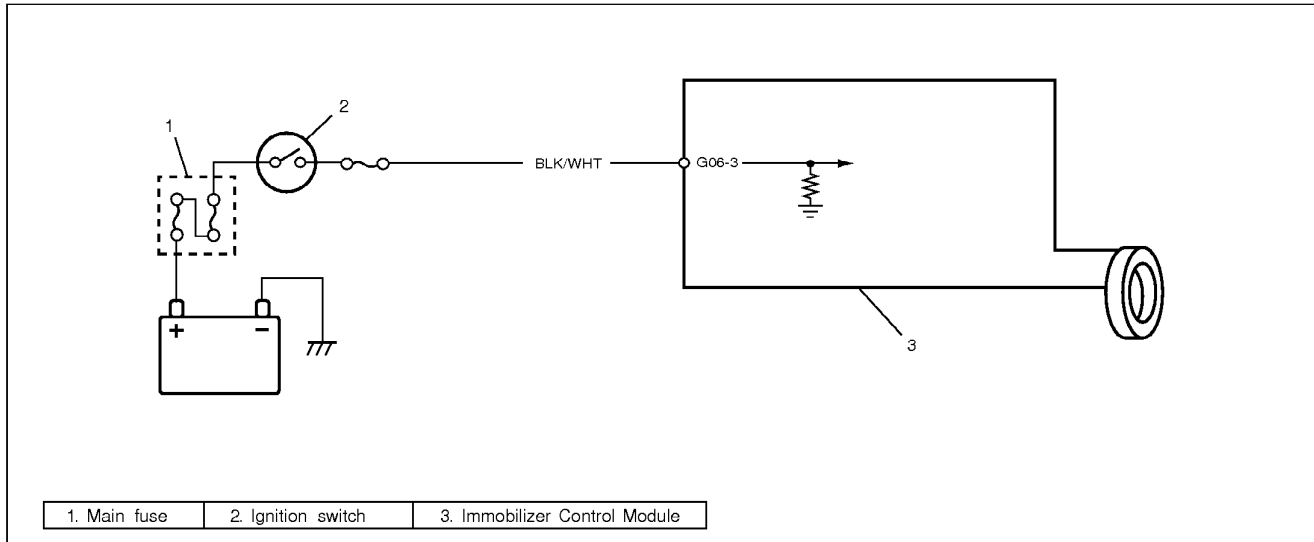 1
2
BLK/WHT
G06-3
+
−
3
1. Main fuse
2. Ignition switch
3. Immobilizer Control Module